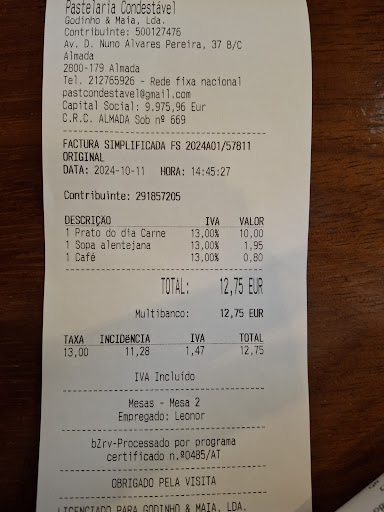 Pastelaria Condestável
Godinho & Maia, Lda.
Contribuinte: 500127476
Av. D. Nuno Alvares Pereira, 37 B/C
Almada
2800-179 Almada
Tel. 212765926 - Rede fixa nacional
pastcondestavel@gmail.com
Capital Social: 9.975,96 Eur
C.R.C. ALMADA Sob nº 669
FACTURA SIMPLIFICADA FS 2024A01/57811
ORIGINAL
DATA: 2024-10-11 HORA: 14:45:27
Contribuinte: 291857205
DESCRIÇÃO IVA VALOR
1 Prato do dia Carne 13,00% 10,00
1 Sopa alentejana 13,00% 1,95
1 Café 13,00% 0,80
TOTAL: 12,75 EUR
Multibanco: 12,75 EUR
TAXA INCIDêNCIA IVA TOTAL
13,00 11,28 1,47 12,75
IVA Incluído
Mesas - Mesa 2
Empregado: Leonor
bZrv-Processado por programa
certificado n.º0485/AT
OBRIGADO PELA VISITA
LICENCIADO PARA GODINHO & MAIA, LDA.